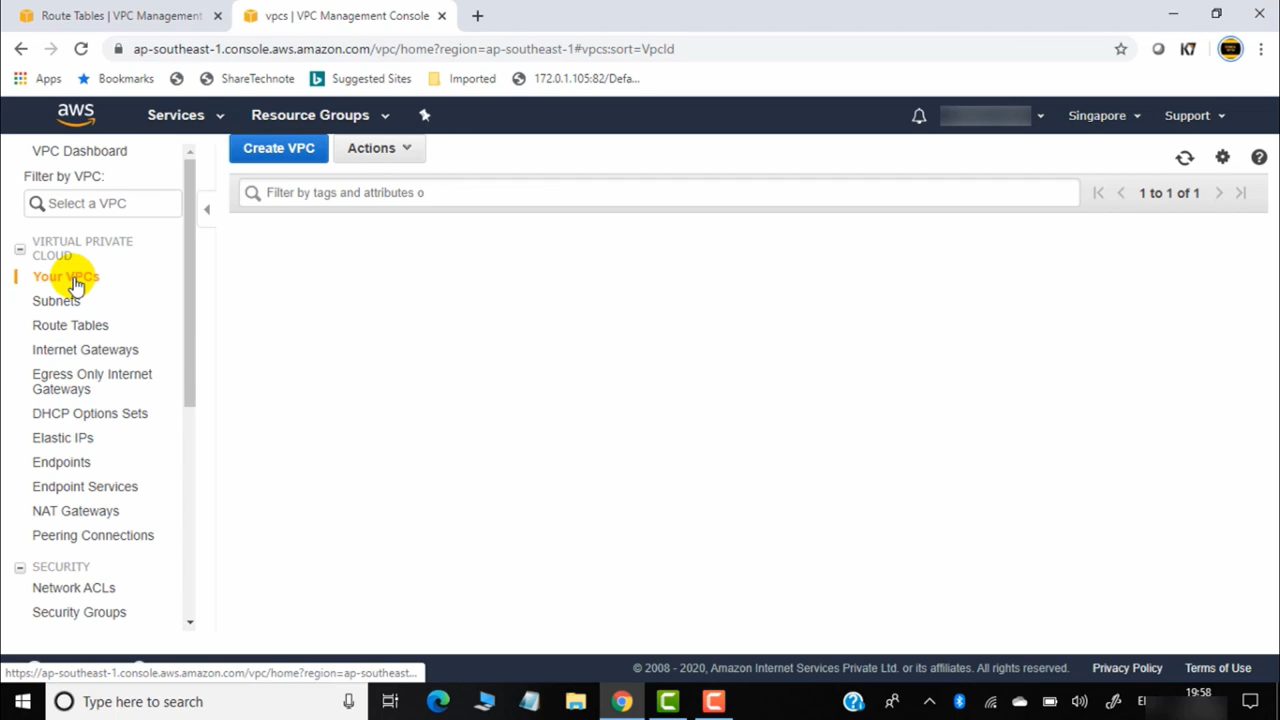 Route Tables | VPC Management
vpcs | VPC Management Console
ap-southeast-1.console.aws.amazon.com/vpc/home?region=ap-southeast-1#vpcs:sort=VpcId
K7
Apps
Bookmarks
ShareTechnote
Suggested Sites
Imported
172.0.1.105:82/Defa...
aws
Services
Resource Groups
Singapore
Support
VPC Dashboard
Filter by VPC:
Select a VPC
VIRTUAL PRIVATE
CLOUD
Your VPCs
Subnets
Route Tables
Internet Gateways
Egress Only Internet
Gateways
DHCP Options Sets
Elastic IPs
Endpoints
Endpoint Services
NAT Gateways
Peering Connections
SECURITY
Network ACLs
Security Groups
Create VPC
Actions
Filter by tags and attributes o
1 to 1 of 1
https://ap-southeast-1.console.aws.amazon.com/vpc/home?region=ap-southeast...
© 2008 - 2020, Amazon Internet Services Private Ltd. or its affiliates. All rights reserved.
Privacy Policy
Terms of Use
Type here to search
19:58